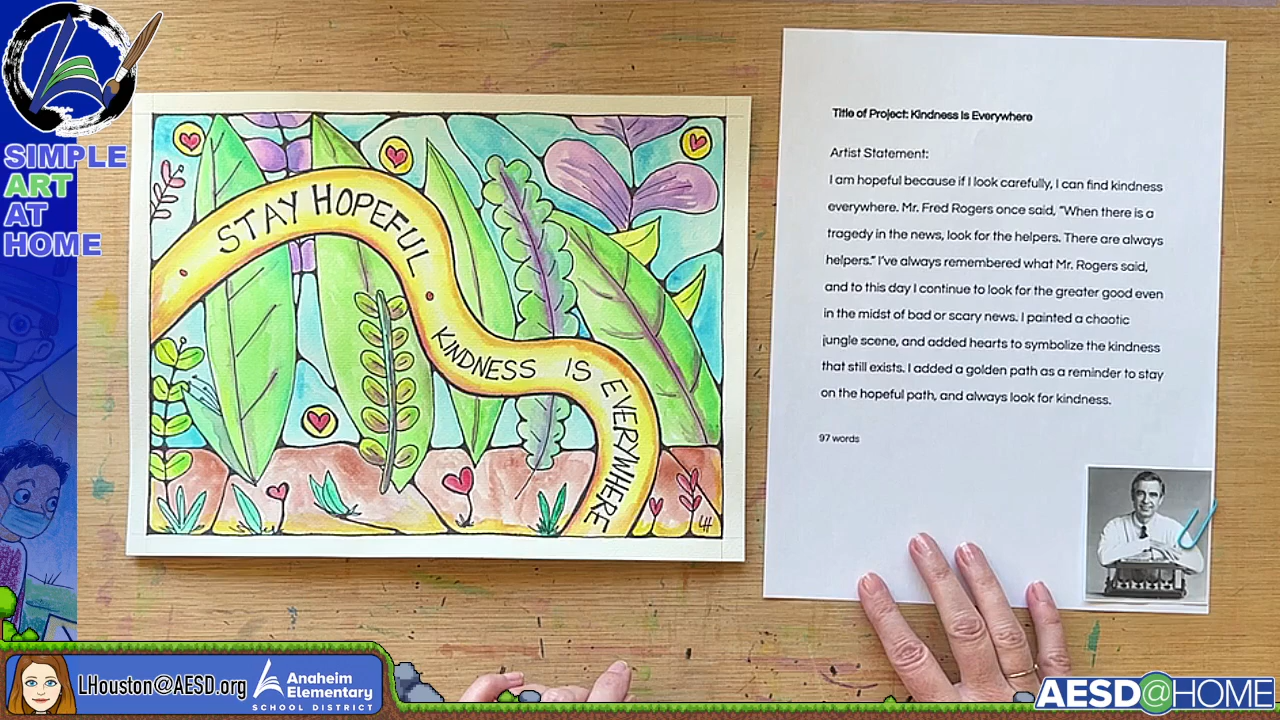 SIMPLE
ART
AT
HOME
STAY HOPEFUL
KINDNESS IS EVERYWHERE
LH
Title of Project: Kindness Is Everywhere
Artist Statement:
I am hopeful because if I look carefully, I can find kindness
everywhere. Mr. Fred Rogers once said, "When there is a
tragedy in the news, look for the helpers. There are always
helpers." I've always remembered what Mr. Rogers said,
and to this day I continue to look for the greater good even
in the midst of bad or scary news. I painted a chaotic
jungle scene, and added hearts to symbolize the kindness
that still exists. I added a golden path as a reminder to stay
on the hopeful path, and always look for kindness.
97 words
LHouston@AESD.org
Anaheim
Elementary
SCHOOL DISTRICT
AESD@HOME